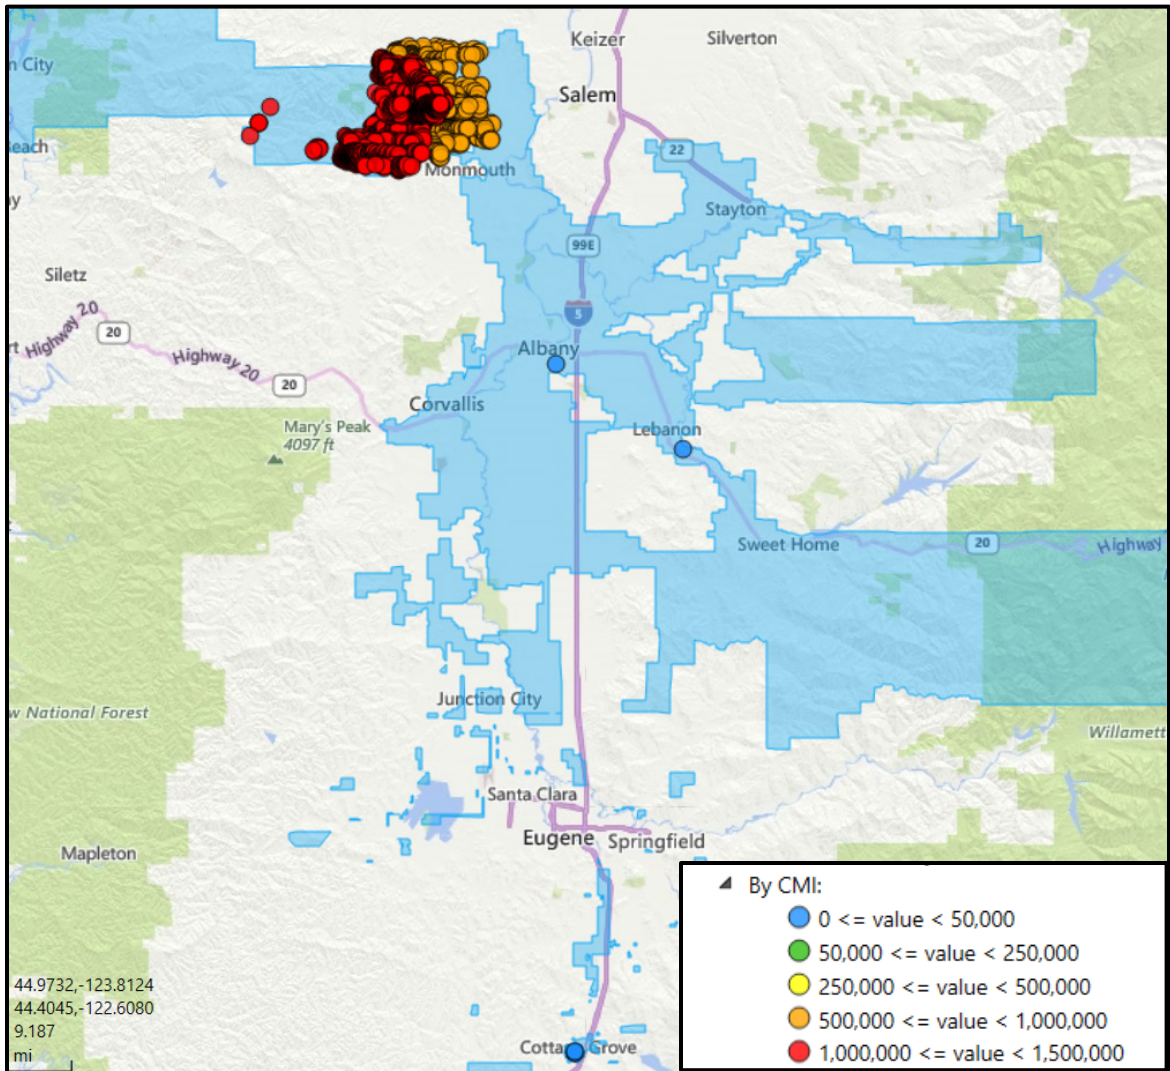 Keizer
Silverton
n City
Salem
22
each
Monmouth
y
Stayton
99E
Siletz
5
Highway 20
20
rt
Highway 20
Albany
20
Corvallis
Mary's Peak
4097 ft
Lebanon
Sweet Home
20
Highway
Junction City
w National Forest
Willamett
Santa Clara
Eugene
Springfield
Mapleton
By CMI:
0 <= value < 50,000
50,000 <= value < 250,000
250,000 <= value < 500,000
500,000 <= value < 1,000,000
1,000,000 <= value < 1,500,000
44.9732,-123.8124
44.4045,-122.6080
9.187
mi
Cotta Grove